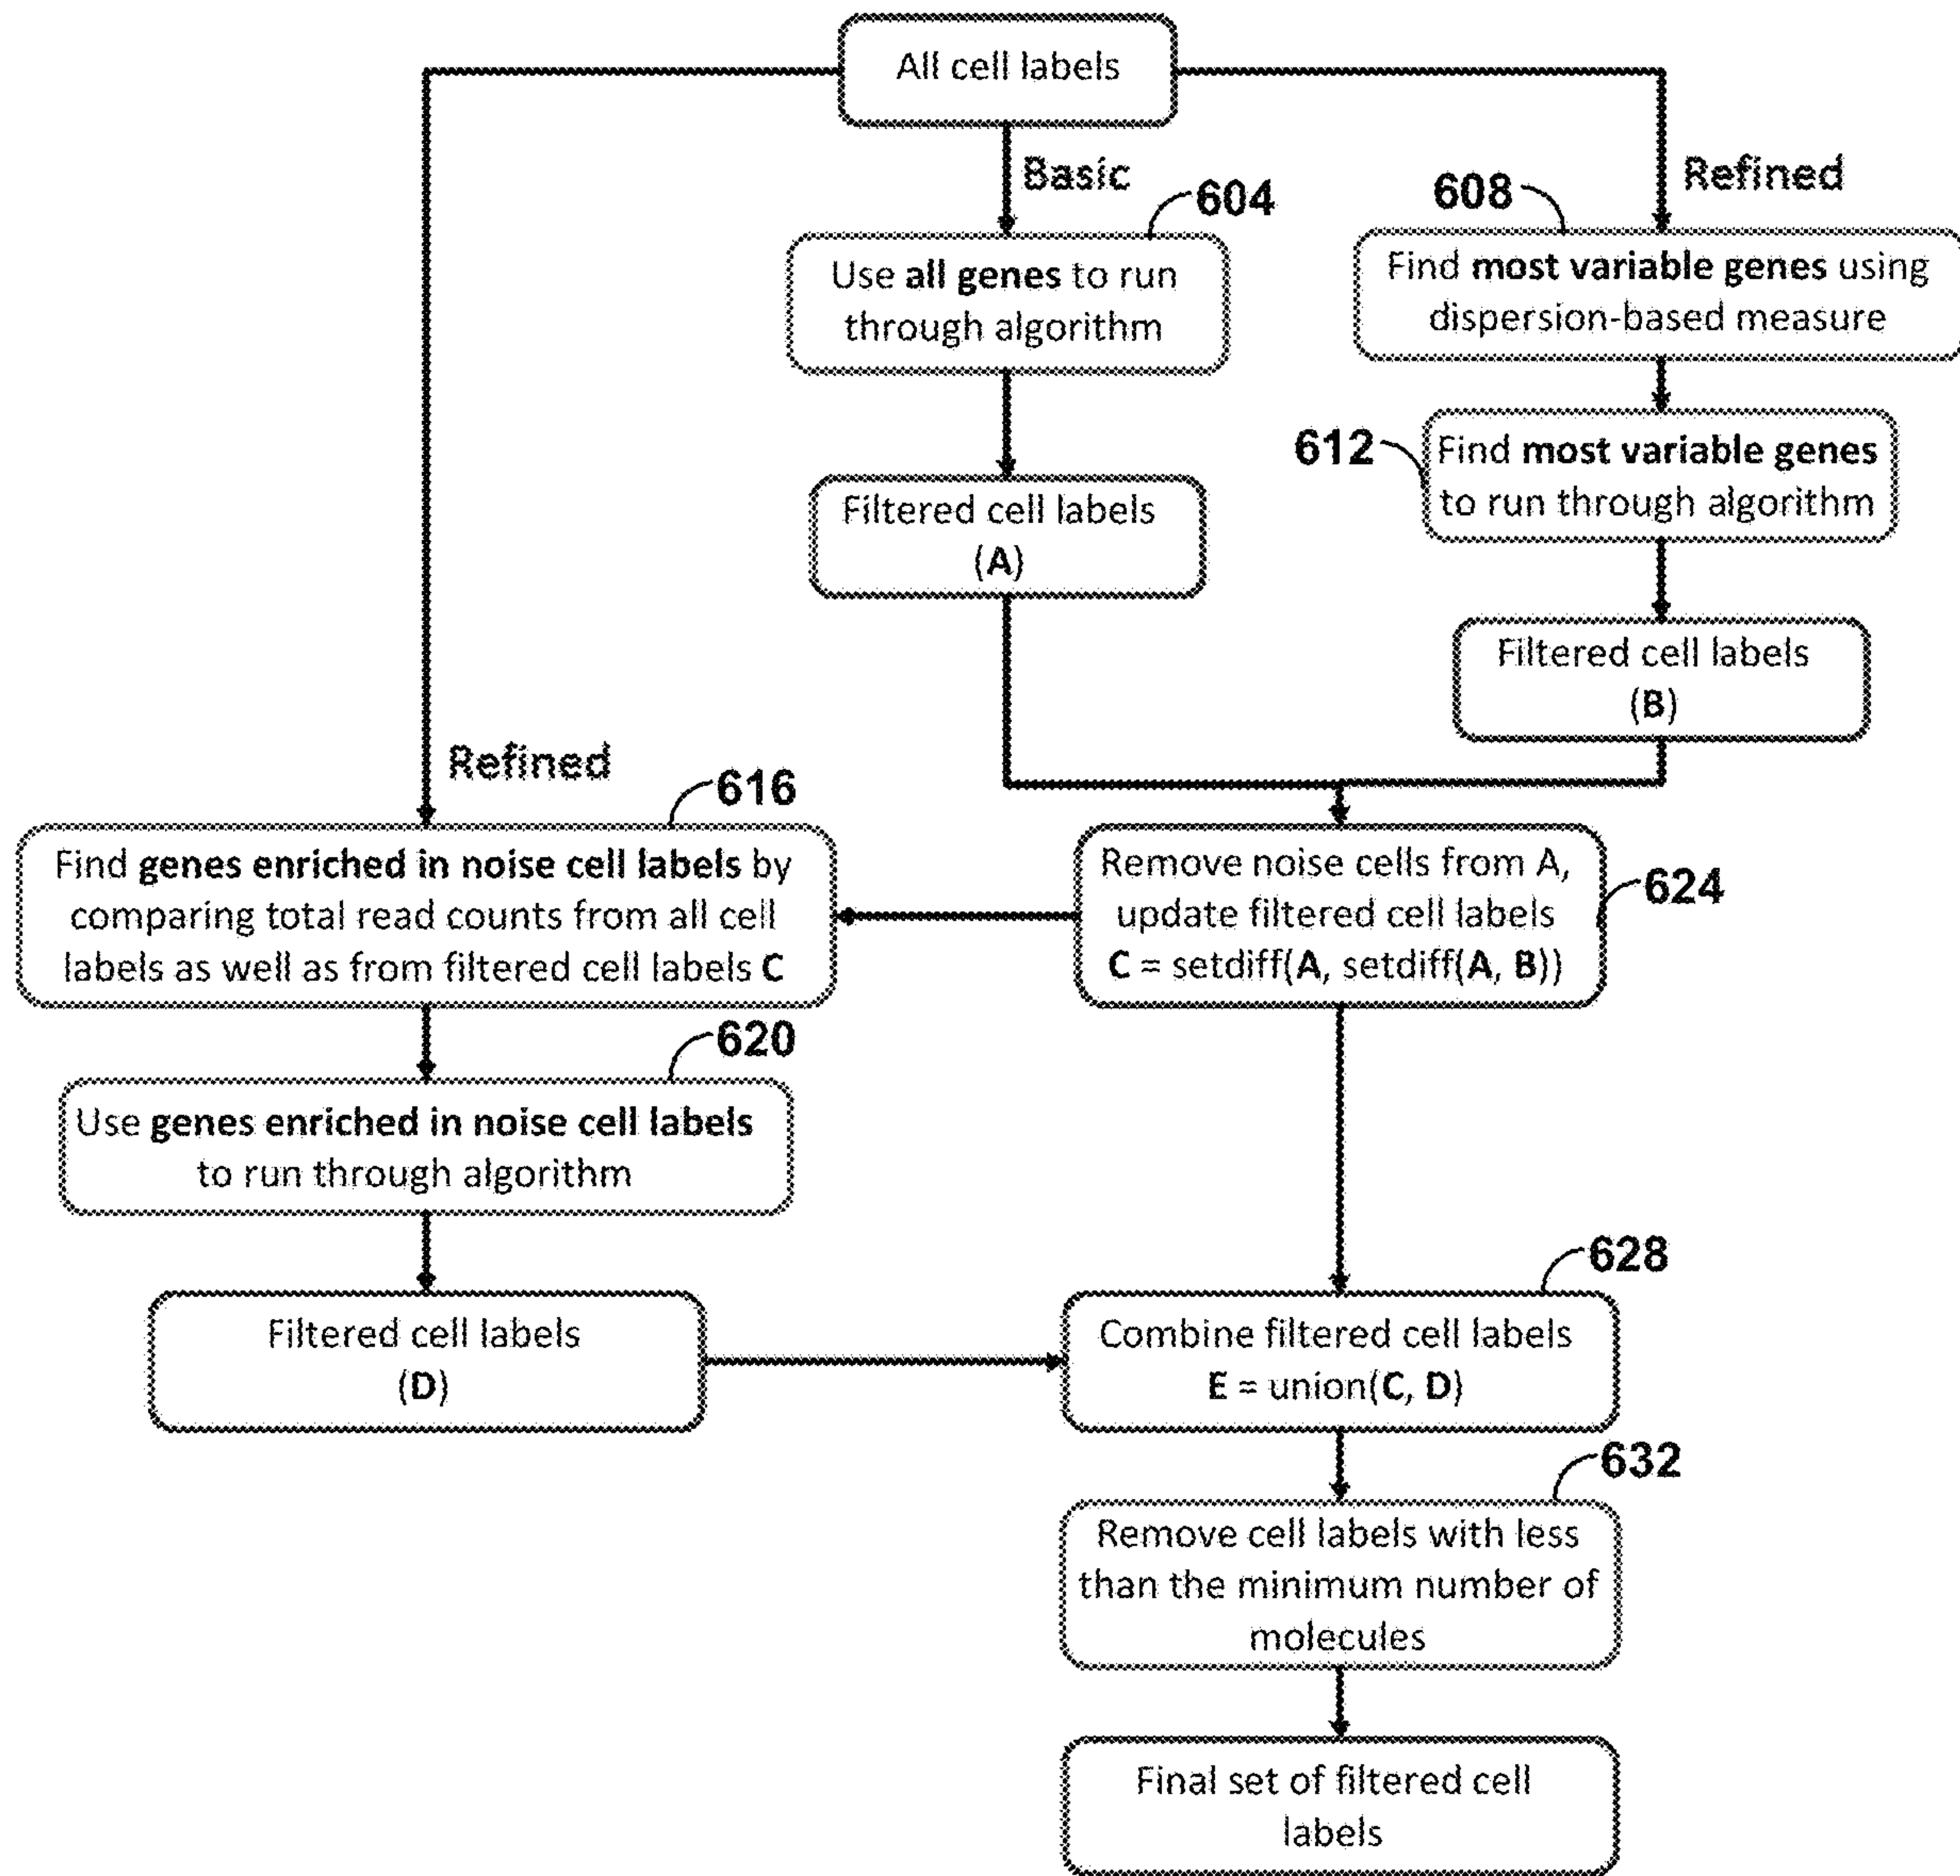 All cell labels
Basic
Refined
604
608
Use all genes to run
through algorithm
Find most variable genes using
dispersion-based measure
612
Find most variable genes
to run through algorithm
Filtered cell labels
(A)
Filtered cell labels
(B)
Refined
616
Find genes enriched in noise cell labels by
comparing total read counts from all cell
labels as well as from filtered cell labels C
Remove noise cells from A,
update filtered cell labels
C = setdiff(A, setdiff(A, B))
624
620
Use genes enriched in noise cell labels
to run through algorithm
628
Filtered cell labels
(D)
Combine filtered cell labels
E = union(C, D)
632
Remove cell labels with less
than the minimum number of
molecules
Final set of filtered cell
labels